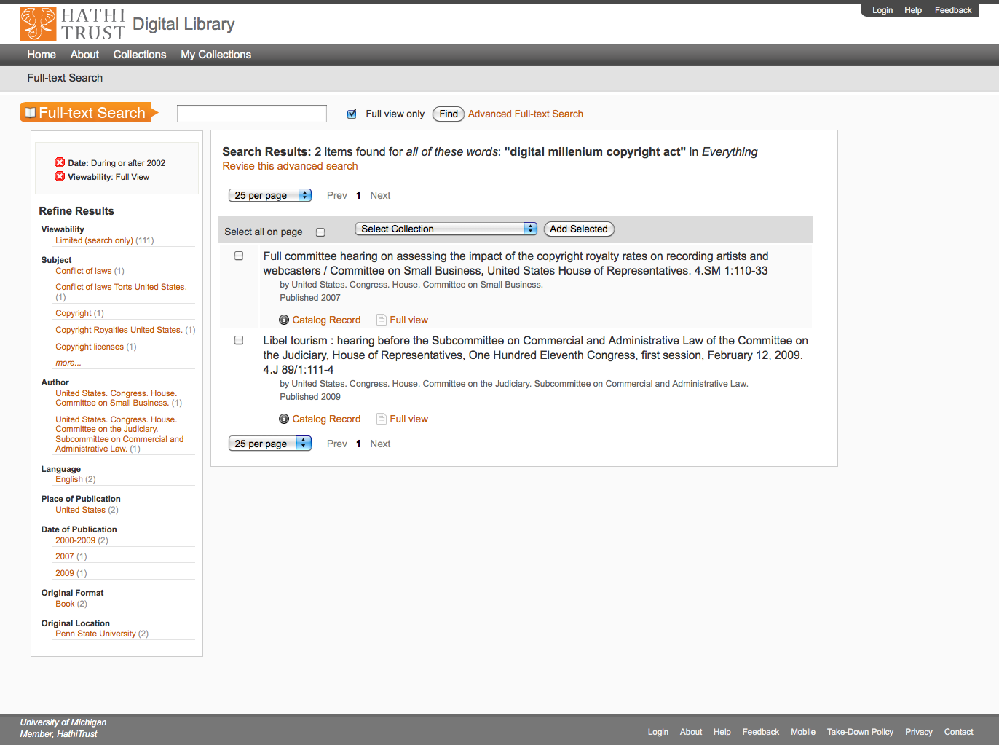 Login Help Feedback
HATHI TRUST Digital Library
Home About Collections My Collections
Full-text Search
Full-text Search Full view only Find Advanced Full-text Search
Date: During or after 2002
Viewability: Full View
Refine Results
Viewability
Limited (search only) (111)
Subject
Conflict of laws (1)
Conflict of laws Torts United States.
(1)
Copyright (1)
Copyright Royalties United States. (1)
Copyright licenses (1)
more...
Author
United States. Congress. House.
Committee on Small Business. (1)
United States. Congress. House.
Committee on the Judiciary.
Subcommittee on Commercial and
Administrative Law. (1)
Language
English (2)
Place of Publication
United States (2)
Date of Publication
2000-2009 (2)
2007 (1)
2009 (1)
Original Format
Book (2)
Original Location
Penn State University (2)
Search Results: 2 items found for all of these words: "digital millenium copyright act" in Everything
Revise this advanced search
25 per page Prev 1 Next
Select all on page Select Collection Add Selected
Full committee hearing on assessing the impact of the copyright royalty rates on recording artists and
webcasters / Committee on Small Business, United States House of Representatives. 4.SM 1:110-33
by United States. Congress. House. Committee on Small Business.
Published 2007
Catalog Record Full view
Libel tourism : hearing before the Subcommittee on Commercial and Administrative Law of the Committee on
the Judiciary, House of Representatives, One Hundred Eleventh Congress, first session, February 12, 2009.
4.J 89/1:111-4
by United States. Congress. House. Committee on the Judiciary. Subcommittee on Commercial and Administrative Law.
Published 2009
Catalog Record Full view
25 per page Prev 1 Next
University of Michigan
Member, HathiTrust
Login About Help Feedback Mobile Take-Down Policy Privacy Contact